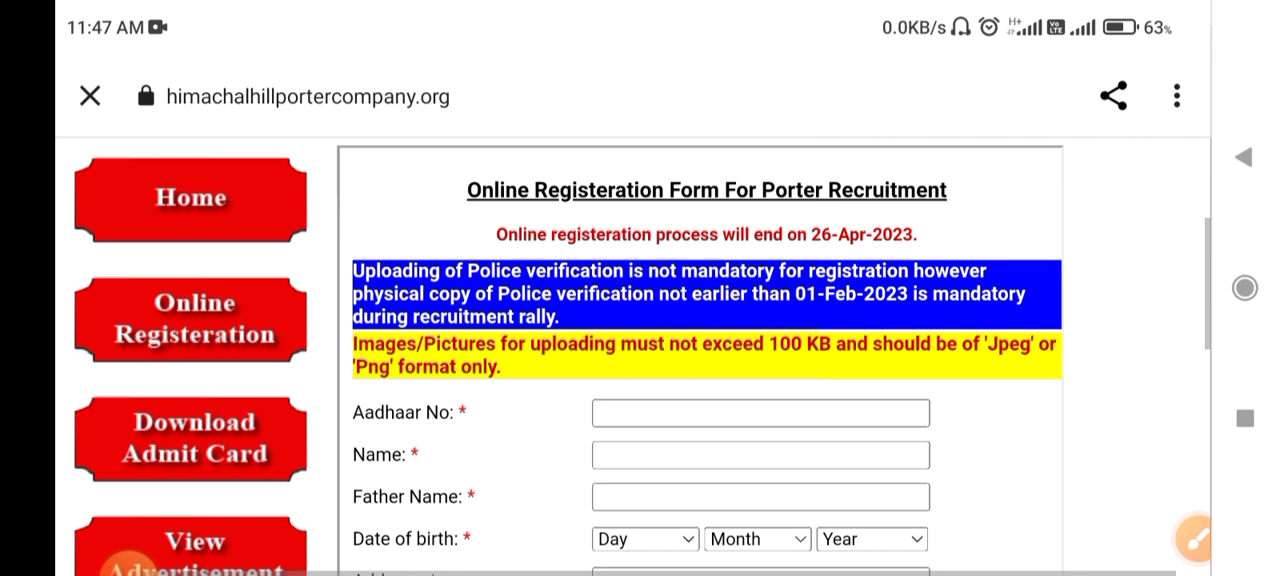 11:47 AM
0.0KB/s H+ Vo LTE 63%
himachalhillportercompany.org
Home
Online
Registeration
Download
Admit Card
View
Advertisement
Online Registeration Form For Porter Recruitment
Online registeration process will end on 26-Apr-2023.
Uploading of Police verification is not mandatory for registration however
physical copy of Police verification not earlier than 01-Feb-2023 is mandatory
during recruitment rally.
Images/Pictures for uploading must not exceed 100 KB and should be of 'Jpeg' or
'Png' format only.
Aadhaar No: *
Name: *
Father Name: *
Date of birth: * Day Month Year